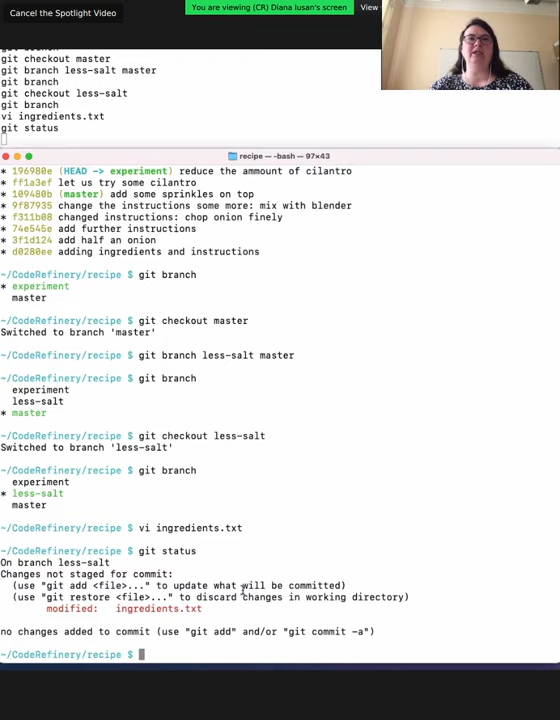 Cancel the Spotlight Video
You are viewing (CR) Diana Iusan's screen
View
git branch
git checkout master
git branch less-salt master
git branch
git checkout less-salt
git branch
vi ingredients.txt
git status
recipe — -bash — 97×43
* 196980e (HEAD -> experiment) reduce the ammount of cilantro
* ff1a3ef let us try some cilantro
* 109480b (master) add some sprinkles on top
* 9f87935 change the instructions some more: mix with blender
* f311b08 changed instructions: chop onion finely
* 74e545e add further instructions
* 3f1d124 add half an onion
* d0280ee adding ingredients and instructions
~/CodeRefinery/recipe $ git branch
* experiment
master
~/CodeRefinery/recipe $ git checkout master
Switched to branch 'master'
~/CodeRefinery/recipe $ git branch less-salt master
~/CodeRefinery/recipe $ git branch
experiment
less-salt
* master
~/CodeRefinery/recipe $ git checkout less-salt
Switched to branch 'less-salt'
~/CodeRefinery/recipe $ git branch
experiment
* less-salt
master
~/CodeRefinery/recipe $ vi ingredients.txt
~/CodeRefinery/recipe $ git status
On branch less-salt
Changes not staged for commit:
(use "git add <file>..." to update what will be committed)
(use "git restore <file>..." to discard changes in working directory)
modified: ingredients.txt
no changes added to commit (use "git add" and/or "git commit -a")
~/CodeRefinery/recipe $